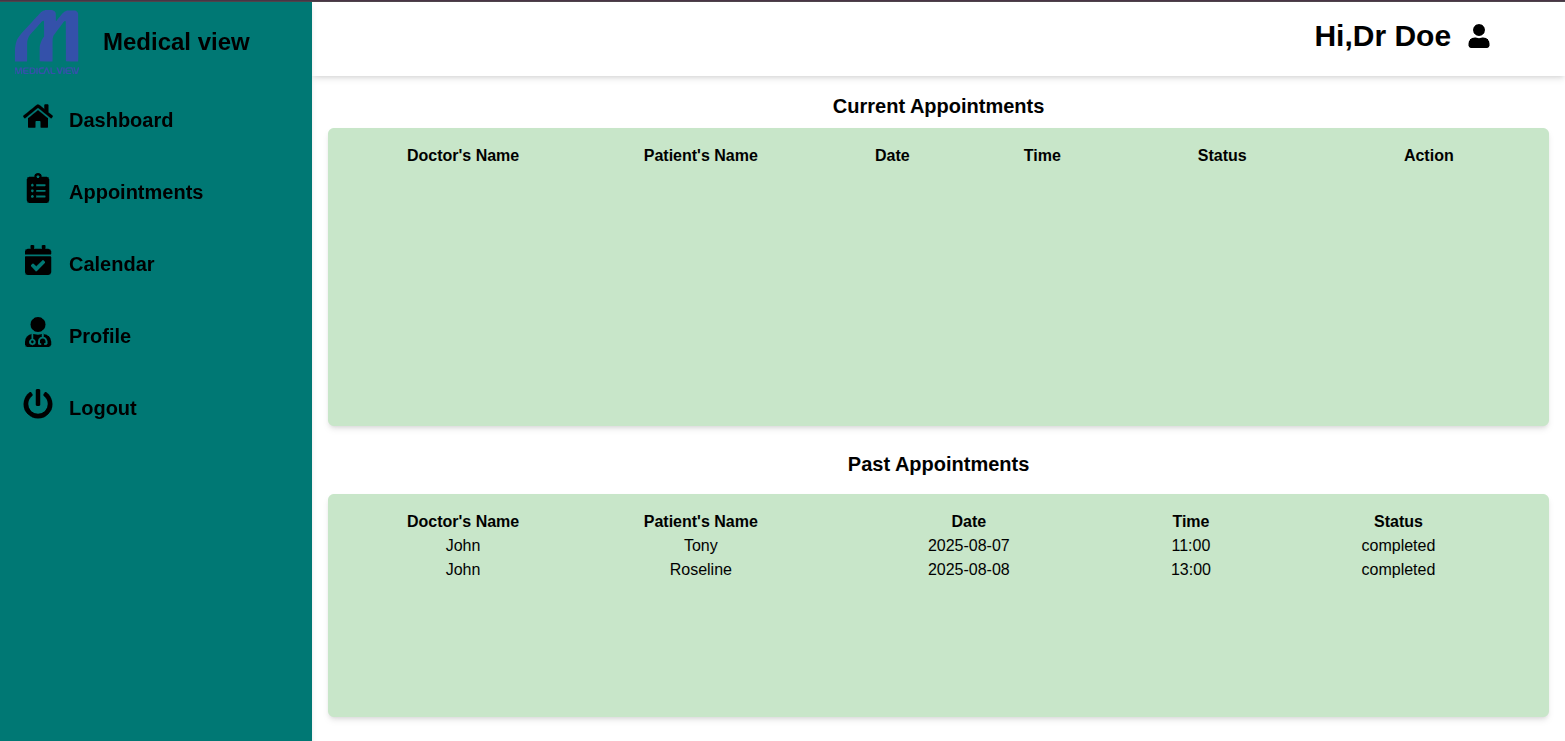 Medical view
Hi,Dr Doe
Dashboard
Appointments
Calendar
Profile
Logout
Current Appointments
Doctor's Name Patient's Name Date Time Status Action
Past Appointments
Doctor's Name Patient's Name Date Time Status
John Tony 2025-08-07 11:00 completed
John Roseline 2025-08-08 13:00 completed